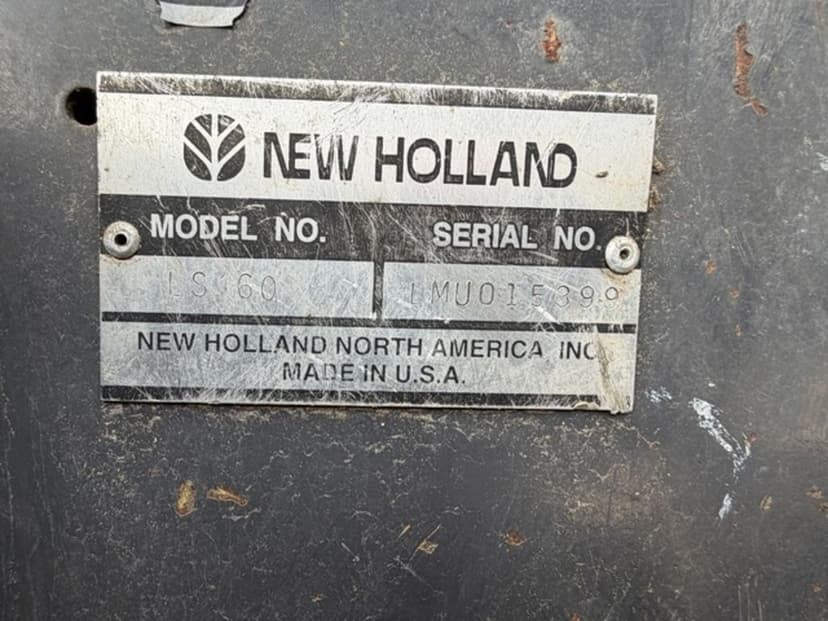 NEW HOLLAND
MODEL NO. SERIAL NO.
LS160 LMU015399
NEW HOLLAND NORTH AMERICA INC.
MADE IN U.S.A.